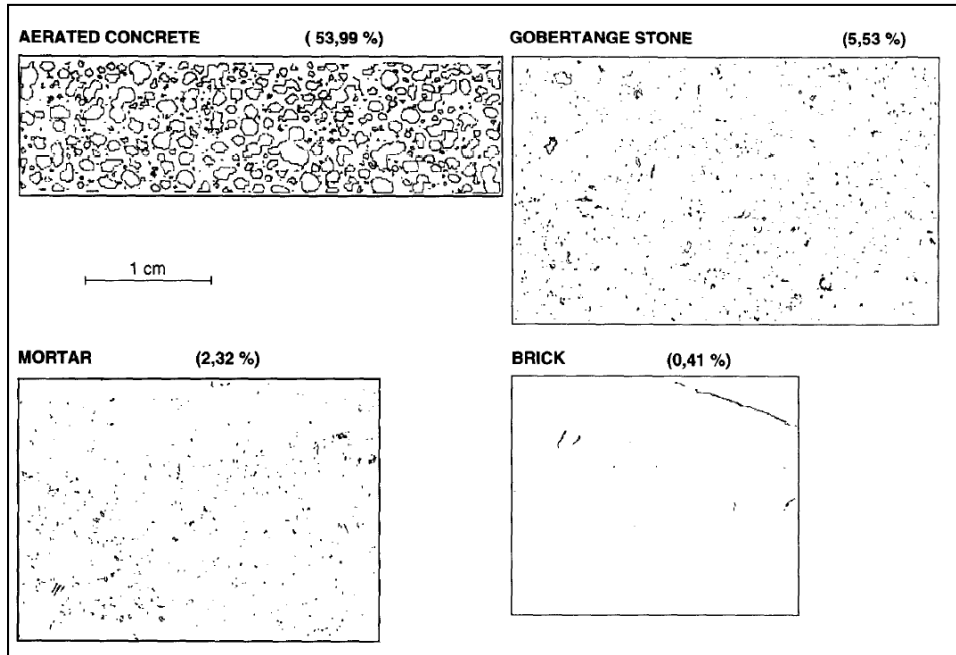 AERATED CONCRETE ( 53,99 %)
GOBERTANGE STONE (5,53 %)
1 cm
MORTAR (2,32 %)
BRICK (0,41 %)